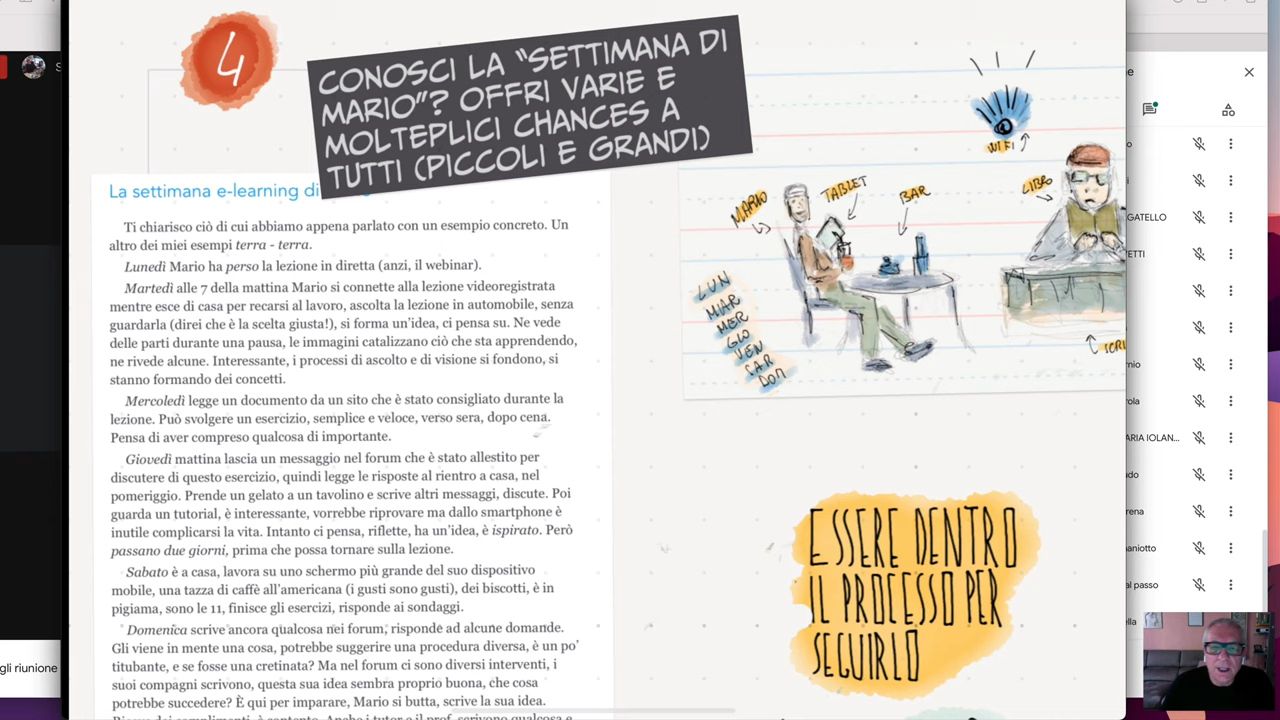 4
CONOSCI LA "SETTIMANA DI
MARIO"? OFFRI VARIE E
MOLTEPLICI CHANCES A
TUTTI (PICCOLI E GRANDI)
La settimana e-learning di
Ti chiarisco ciò di cui abbiamo appena parlato con un esempio concreto. Un
altro dei miei esempi terra - terra.
Lunedì Mario ha perso la lezione in diretta (anzi, il webinar).
Martedì alle 7 della mattina Mario si connette alla lezione videoregistrata
mentre esce di casa per recarsi al lavoro, ascolta la lezione in automobile, senza
guardarla (direi che è la scelta giusta!), si forma un'idea, ci pensa su. Ne vede
delle parti durante una pausa, le immagini catalizzano ciò che sta apprendendo,
ne rivede alcune. Interessante, i processi di ascolto e di visione si fondono, si
stanno formando dei concetti.
Mercoledì legge un documento da un sito che è stato consigliato durante la
lezione. Può svolgere un esercizio, semplice e veloce, verso sera, dopo cena.
Pensa di aver compreso qualcosa di importante.
Giovedì mattina lascia un messaggio nel forum che è stato allestito per
discutere di questo esercizio, quindi legge le risposte al rientro a casa, nel
pomeriggio. Prende un gelato a un tavolino e scrive altri messaggi, discute. Poi
guarda un tutorial, è interessante, vorrebbe riprovare ma dallo smartphone è
inutile complicarsi la vita. Intanto ci pensa, riflette, ha un'idea, è ispirato. Però
passano due giorni, prima che possa tornare sulla lezione.
Sabato è a casa, lavora su uno schermo più grande del suo dispositivo
mobile, una tazza di caffè all'americana (i gusti sono gusti), dei biscotti, è in
pigiama, sono le 11, finisce gli esercizi, risponde ai sondaggi.
Domenica scrive ancora qualcosa nei forum, risponde ad alcune domande.
Gli viene in mente una cosa, potrebbe suggerire una procedura diversa, è un po'
titubante, e se fosse una cretinata? Ma nel forum ci sono diversi interventi, i
suoi compagni scrivono, questa sua idea sembra proprio buona, che cosa
potrebbe succedere? È qui per imparare, Mario si butta, scrive la sua idea.
WIFI
MARIO
TABLET
BAR
LIBRO
LUN
MAR
MER
GIO
VEN
SAB
DOM
ESSERE DENTRO
IL PROCESSO PER
SEGUIRLO
e
o
di
GATELLO
ETTI
mio
rola
ARIA IOLAN...
ado
rena
naniotto
al passo
ella
gli riunione